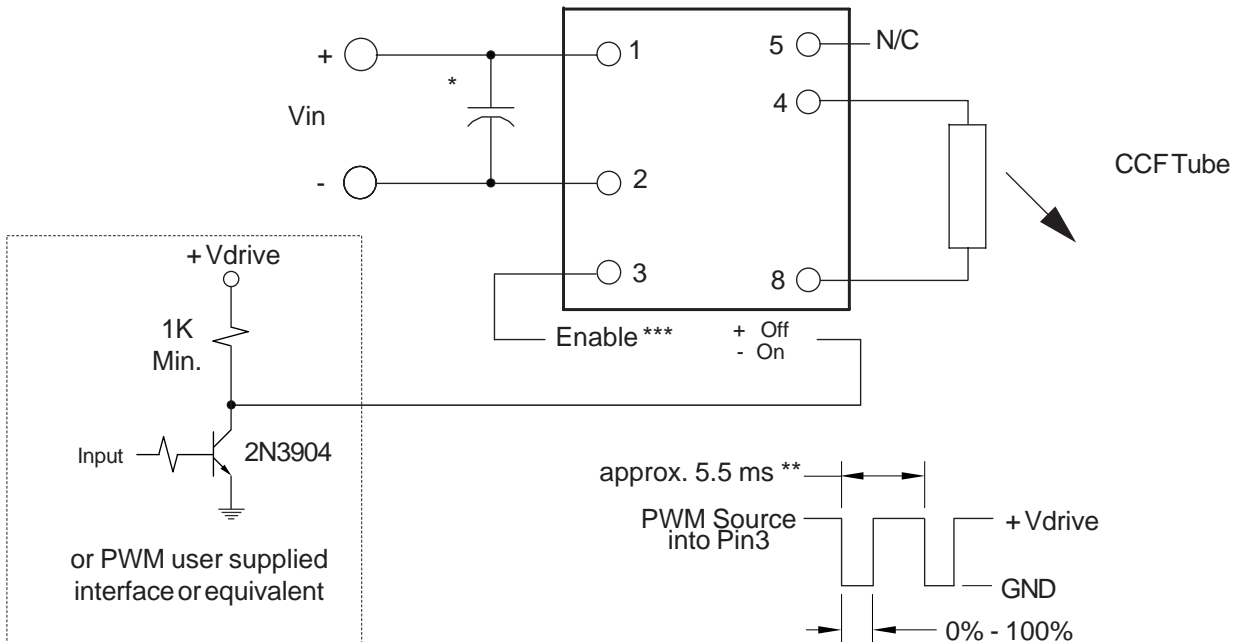 +
*
Vin
-
1
2
3
5
N/C
4
8
CCF Tube
Enable ***
+ Off
- On
+ Vdrive
1K
Min.
Input
2N3904
or PWM user supplied
interface or equivalent
approx. 5.5 ms **
PWM Source
into Pin3
+ Vdrive
GND
0% - 100%